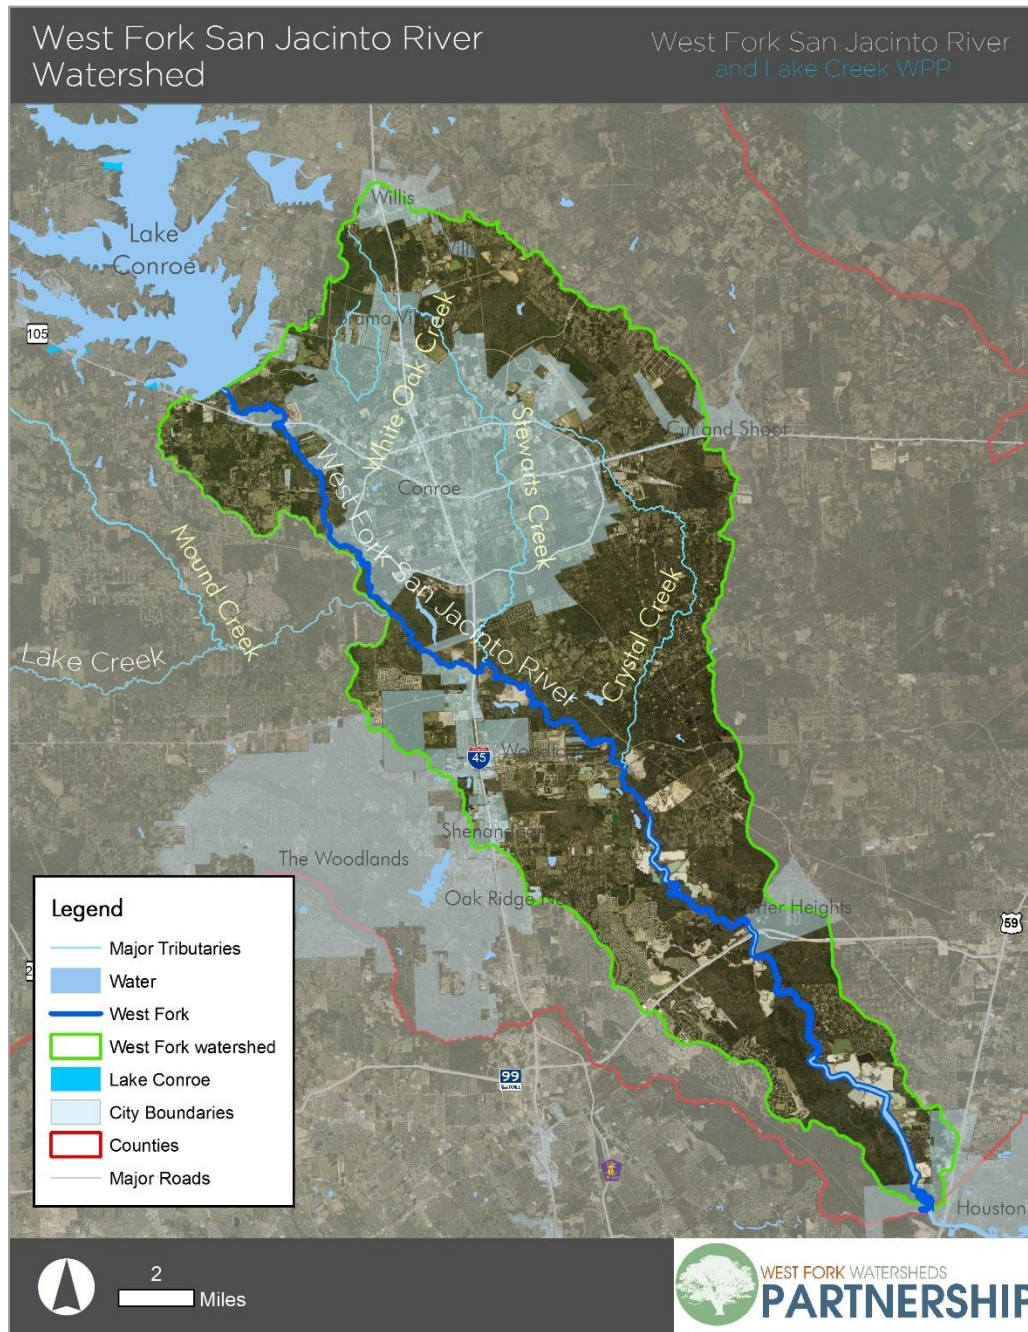 West Fork San Jacinto River
Watershed
West Fork San Jacinto River
and Lake Creek WPP
Willis
Lake
Conroe
105
White Oak Creek
Stewarts Creek
Cut and Shoot
Conroe
West Fork San Jacinto River
Mound Creek
Lake Creek
Crystal Creek
45
Shenandoah
The Woodlands
Oak Ridge
Heights
59
Legend
Major Tributaries
Water
West Fork
West Fork watershed
Lake Conroe
City Boundaries
Counties
Major Roads
99
TOLL
Houston
2
Miles
WEST FORK WATERSHEDS
PARTNERSHIP